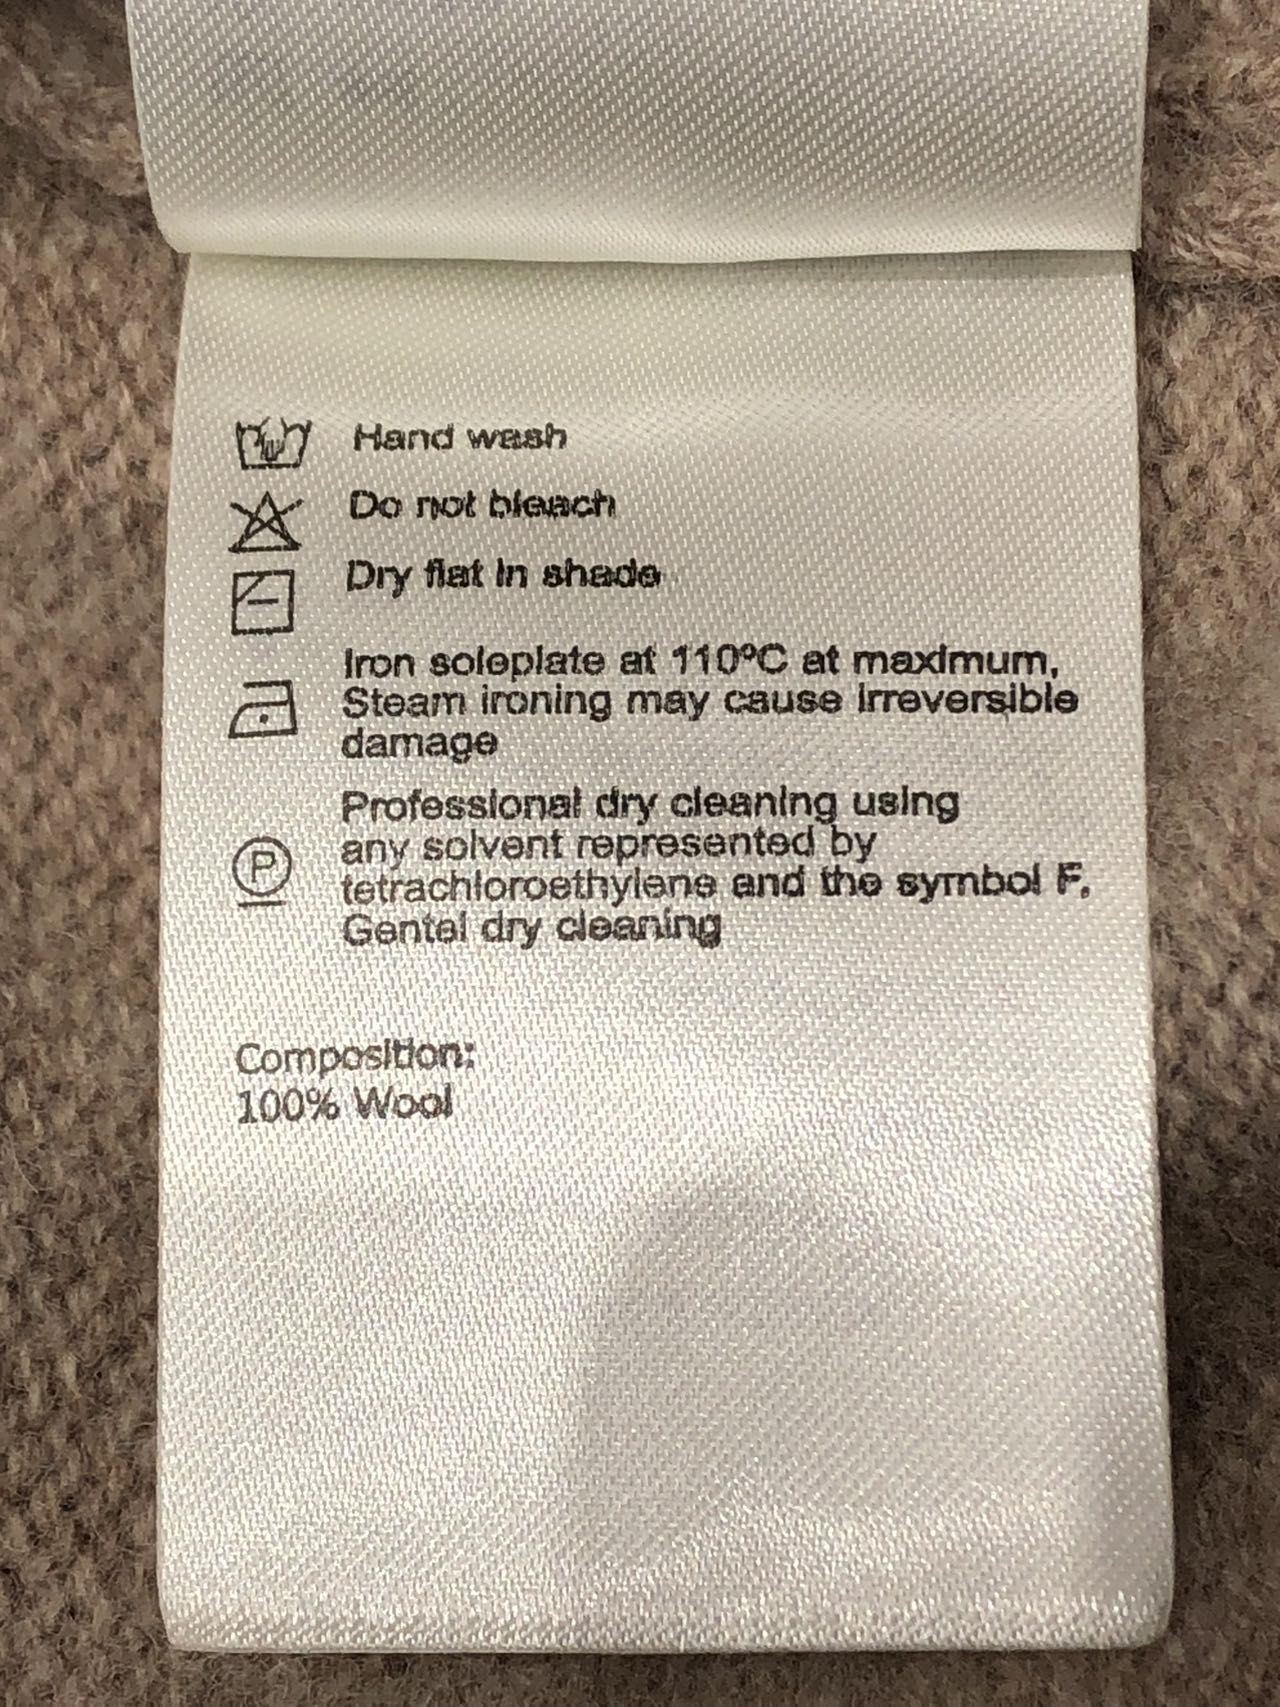 Hand wash
Do not bleach
Dry flat in shade
Iron soleplate at 110ºC at maximum,
Steam ironing may cause irreversible
damage
P
Professional dry cleaning using
any solvent represented by
tetrachloroethylene and the symbol F,
Gentel dry cleaning
Composition:
100% Wool